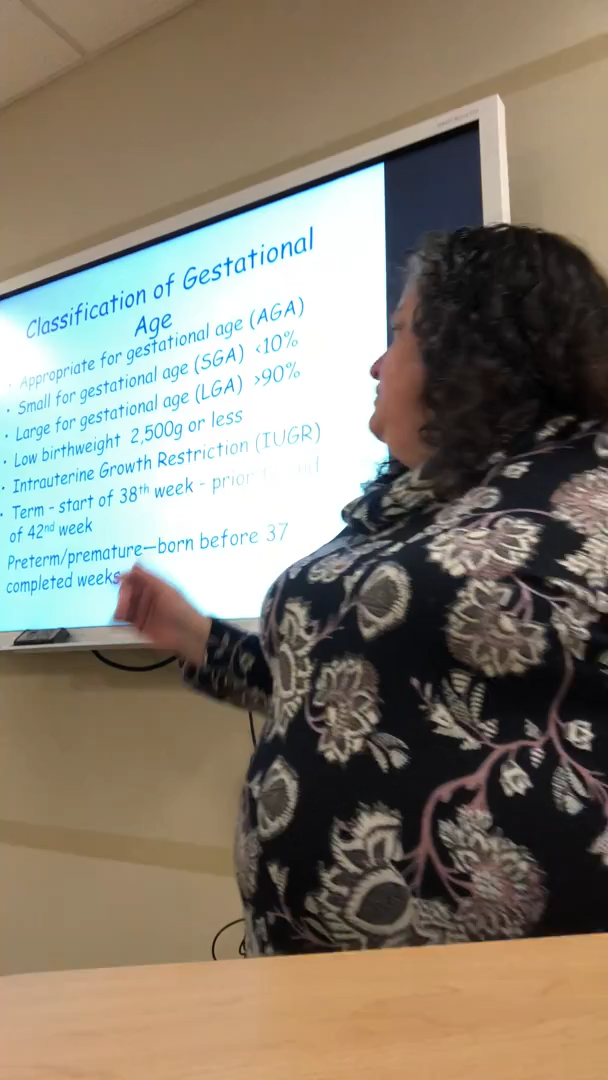 Classification of Gestational
Age
• Appropriate for gestational age (AGA)
• Small for gestational age (SGA) <10%
• Large for gestational age (LGA) >90%
• Low birthweight 2,500g or less
• Intrauterine Growth Restriction (IUGR)
• Term - start of 38th week - prior to end
of 42nd week
Preterm/premature—born before 37
completed weeks